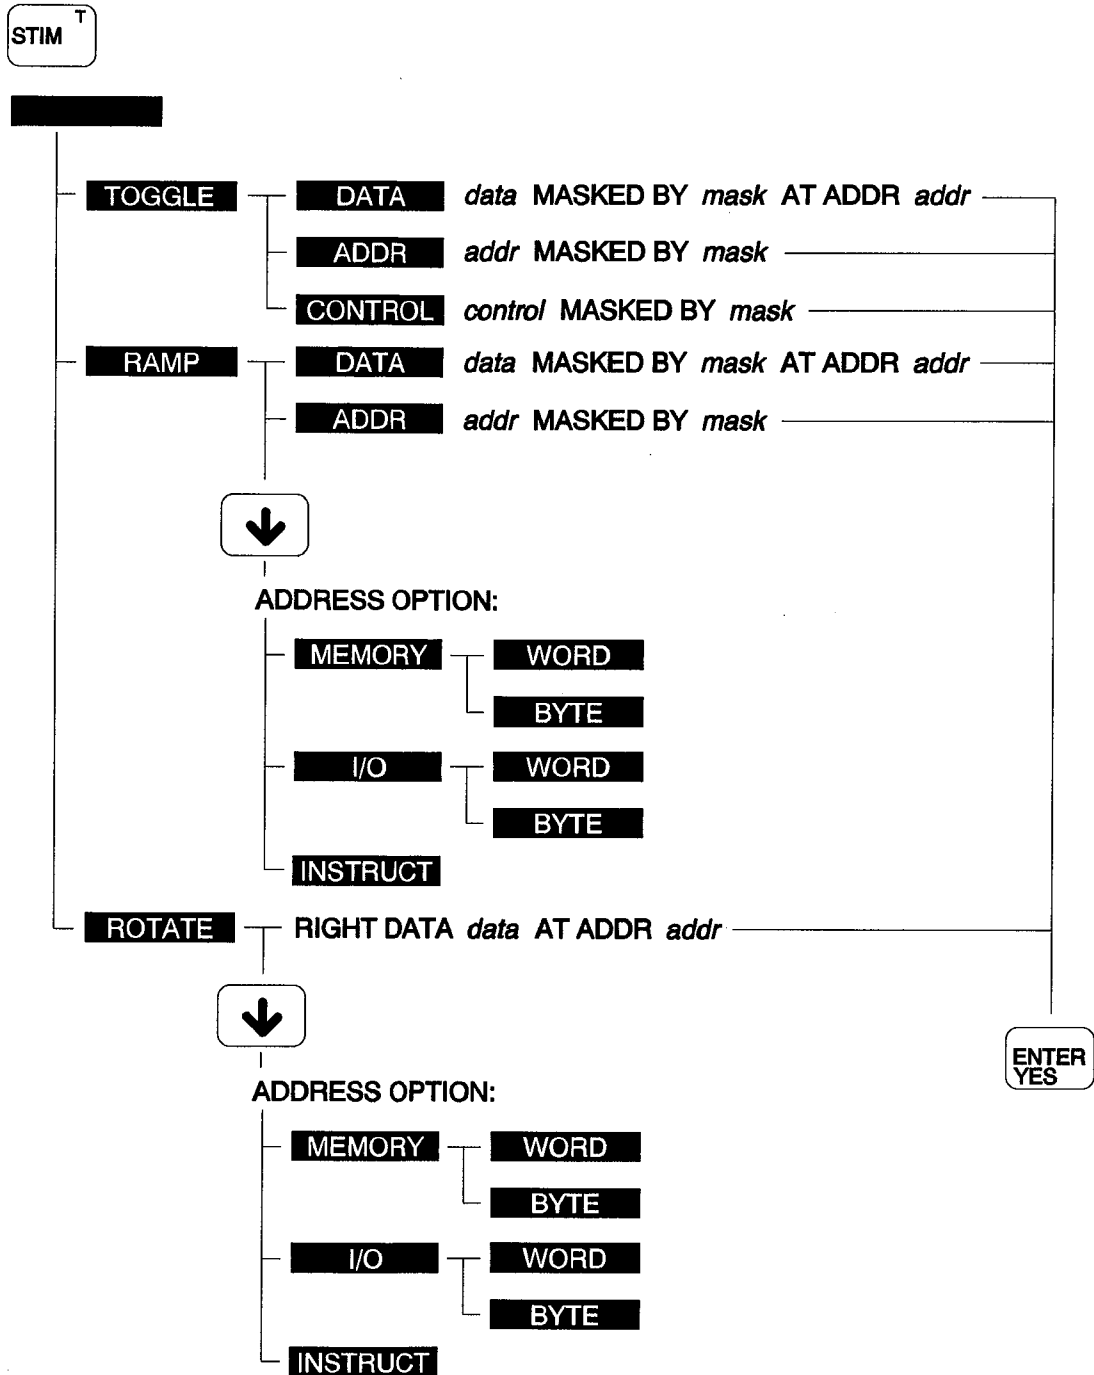 STIM T
TOGGLE DATA data MASKED BY mask AT ADDR addr
ADDR addr MASKED BY mask
CONTROL control MASKED BY mask
RAMP DATA data MASKED BY mask AT ADDR addr
ADDR addr MASKED BY mask
ADDRESS OPTION:
MEMORY WORD
BYTE
I/O WORD
BYTE
INSTRUCT
ROTATE RIGHT DATA data AT ADDR addr
ENTER
YES
ADDRESS OPTION:
MEMORY WORD
BYTE
I/O WORD
BYTE
INSTRUCT